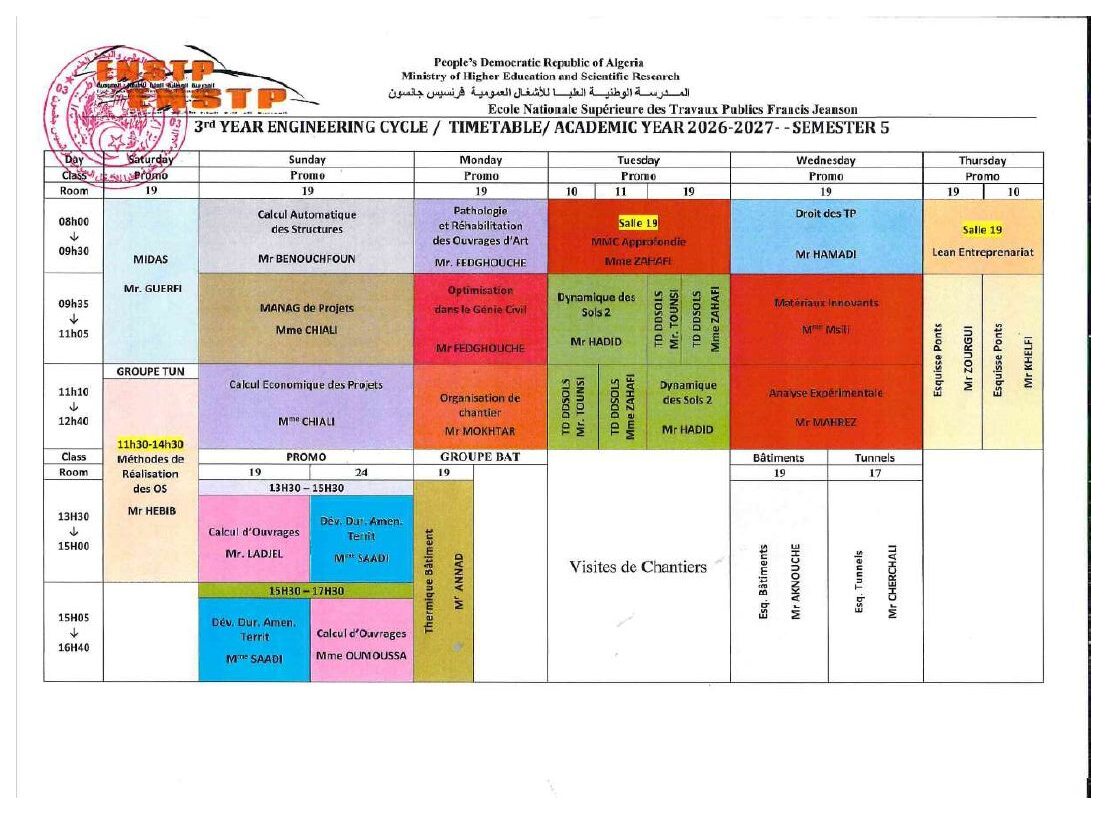 ENSTP
ENSTP
People's Democratic Republic of Algeria
Ministry of Higher Education and Scientific Research
المدرسة الوطنية العليا للأشغال العمومية فرنسيس جانسون
Ecole Nationale Supérieure des Travaux Publics Francis Jeanson
3rd YEAR ENGINEERING CYCLE / TIMETABLE/ ACADEMIC YEAR 2026-2027- -SEMESTER 5
Day Saturday Sunday Monday Tuesday Wednesday Thursday
Class Promo Promo Promo Promo Promo Promo
Room 19 19 19 10 11 19 19 19 10
08h00
↓
09h30
MIDAS
Mr. GUERFI
Calcul Automatique
des Structures
Mr BENOUCHFOUN
Pathologie
et Réhabilitation
des Ouvrages d'Art
Mr. FEDGHOUCHE
Salle 19
MMC Approfondie
Mme ZAHAFI
Droit des TP
Mr HAMADI
Salle 19
Lean Entreprenariat
09h35
↓
11h05
MANAG de Projets
Mme CHIALI
Optimisation
dans le Génie Civil
Mr FEDGHOUCHE
Dynamique des
Sols 2
Mr HADID
TD DDSOLS
Mr. TOUNSI
TD DDSOLS
Mme ZAHAFI
Matériaux Innovants
Mme Msili
Esquisse Ponts
Mr ZOURGUI
Esquisse Ponts
Mr KHELFI
11h10
↓
12h40
GROUPE TUN
11h30-14h30
Méthodes de
Réalisation
des OS
Mr HEBIB
Calcul Economique des Projets
Mme CHIALI
Organisation de
chantier
Mr MOKHTAR
TD DDSOLS
Mr. TOUNSI
TD DDSOLS
Mme ZAHAFI
Dynamique
des Sols 2
Mr HADID
Analyse Expérimentale
Mr MAHREZ
Class PROMO GROUPE BAT Bâtiments Tunnels
Room 19 24 19 19 17
13H30
↓
15H00
13H30 – 15H30
Calcul d'Ouvrages
Mr. LADJEL
Dév. Dur. Amen.
Territ
Mme SAADI
Thermique Bâtiment
Mr ANNAD
Visites de Chantiers
Esq. Bâtiments
Mr AKNOUCHE
Esq. Tunnels
Mr CHERCHALI
15H05
↓
16H40
15H30 – 17H30
Dév. Dur. Amen.
Territ
Mme SAADI
Calcul d'Ouvrages
Mme OUMOUSSA